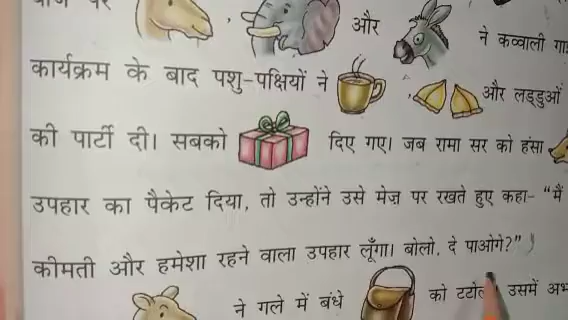 , और ने कव्वाली
कार्यक्रम के बाद पशु-पक्षियों ने , और लड्डुओं
की पार्टी दी। सबको दिए गए। जब रामा सर को हंसा
उपहार का पैकेट दिया, तो उन्होंने उसे मेज़ पर रखते हुए कहा- “मैं
कीमती और हमेशा रहने वाला उपहार लूँगा। बोलो, दे पाओगे?”
ने गले में बंधे को उसमें